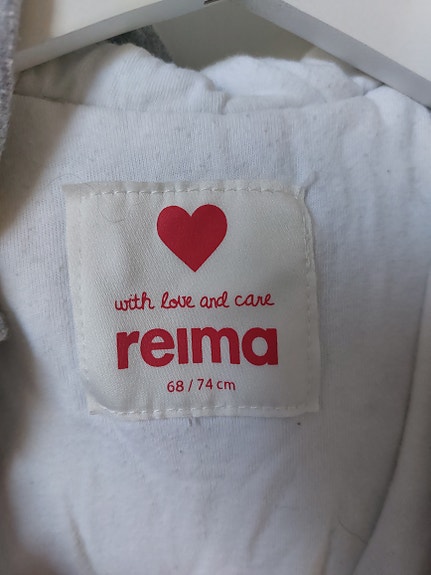 with love and care
reima
68 / 74 cm